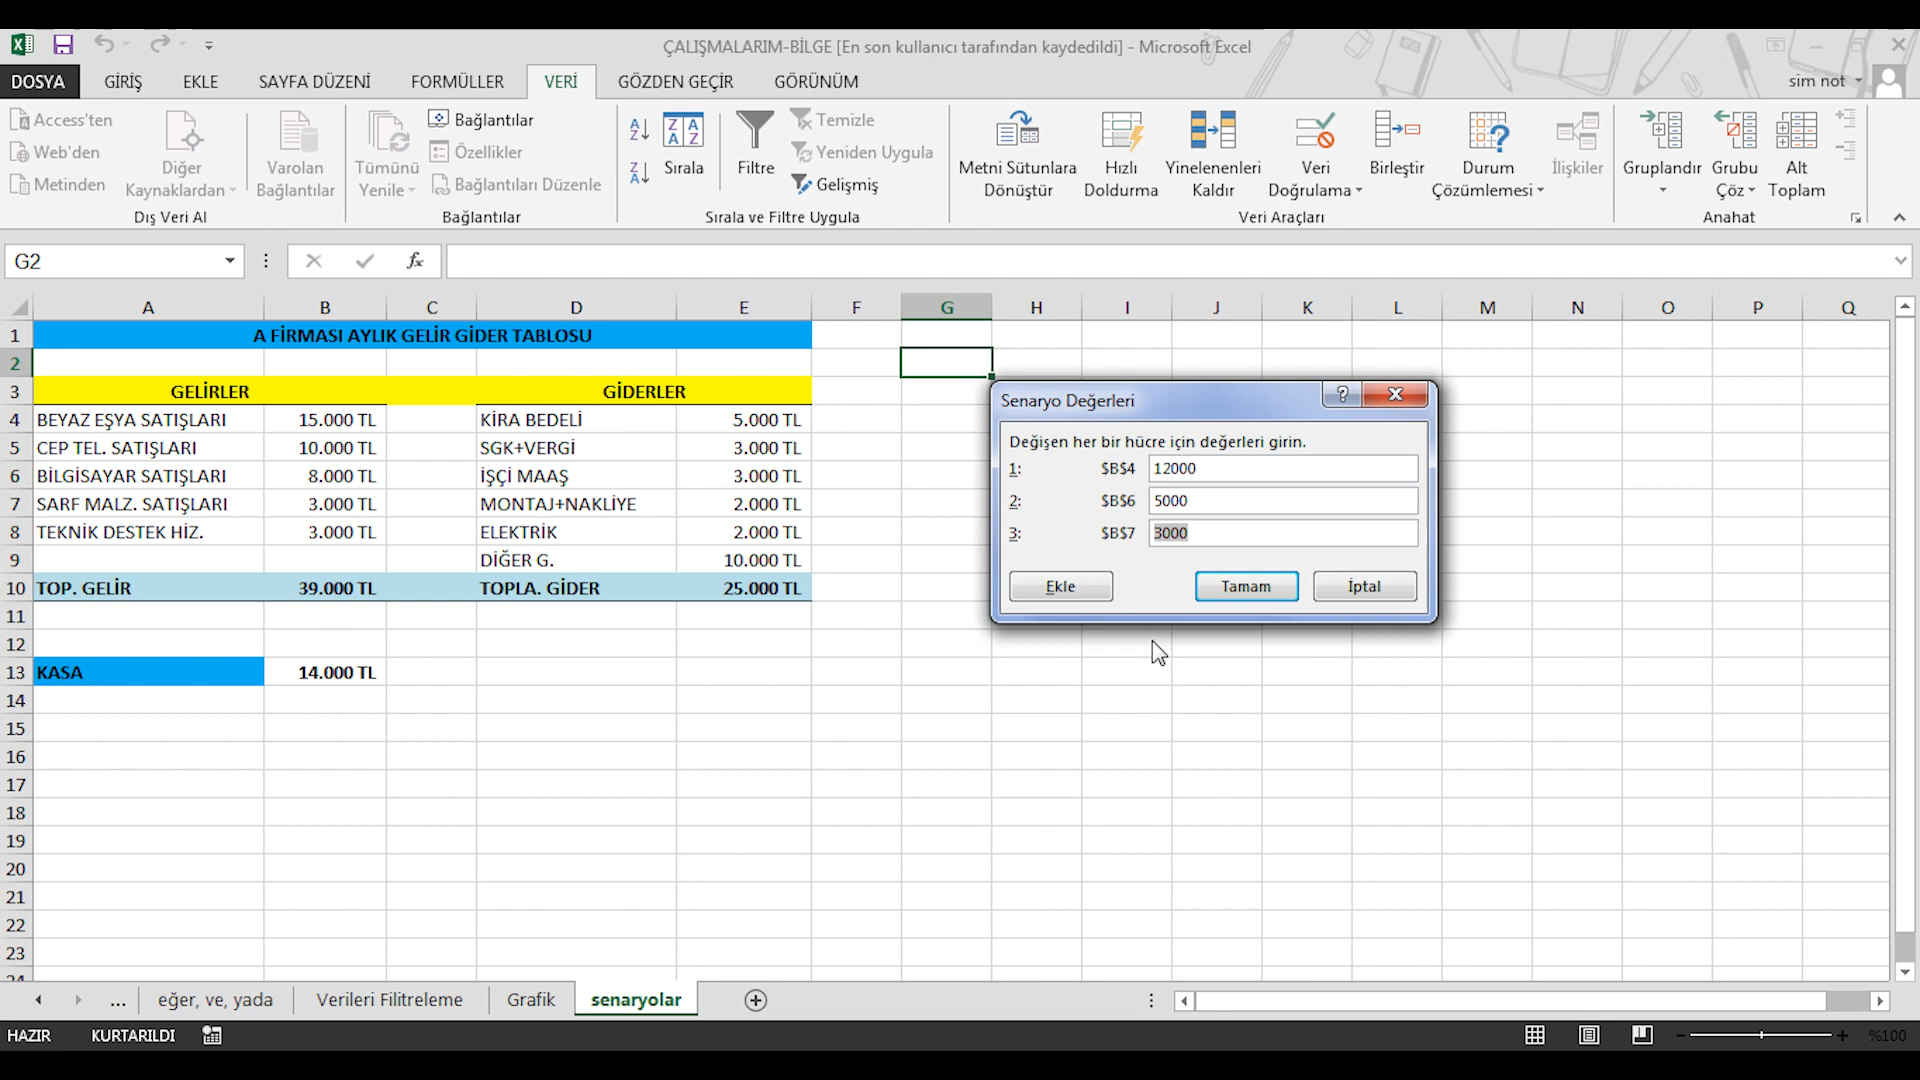 ÇALIŞMALARIM-BİLGE [En son kullanıcı tarafından kaydedildi] - Microsoft Excel
DOSYA GİRİŞ EKLE SAYFA DÜZENİ FORMÜLLER VERİ GÖZDEN GEÇİR GÖRÜNÜM sim not
Access'ten
Web'den
Metinden
Diğer Kaynaklardan
Varolan Bağlantılar
Dış Veri Al
Tümünü Yenile
Bağlantılar
Özellikler
Bağlantıları Düzenle
Bağlantılar
Sırala
Filtre
Temizle
Yeniden Uygula
Gelişmiş
Sırala ve Filtre Uygula
Metni Sütunlara Dönüştür
Hızlı Doldurma
Yinelenenleri Kaldır
Veri Doğrulama
Birleştir
Durum Çözümlemesi
İlişkiler
Veri Araçları
Gruplandır
Grubu Çöz
Alt Toplam
Anahat
G2 fx
A B C D E F G H I J K L M N O P Q
1 A FİRMASI AYLIK GELİR GİDER TABLOSU
2
3 GELİRLER GİDERLER
4 BEYAZ EŞYA SATIŞLARI 15.000 TL KİRA BEDELİ 5.000 TL
5 CEP TEL. SATIŞLARI 10.000 TL SGK+VERGİ 3.000 TL
6 BİLGİSAYAR SATIŞLARI 8.000 TL İŞÇİ MAAŞ 3.000 TL
7 SARF MALZ. SATIŞLARI 3.000 TL MONTAJ+NAKLİYE 2.000 TL
8 TEKNİK DESTEK HİZ. 3.000 TL ELEKTRİK 2.000 TL
9 DİĞER G. 10.000 TL
10 TOP. GELİR 39.000 TL TOPLA. GİDER 25.000 TL
11
12
13 KASA 14.000 TL
14
15
16
17
18
19
20
21
22
23
24
Senaryo Değerleri
Değişen her bir hücre için değerleri girin.
1: $B$4 12000
2: $B$6 5000
3: $B$7 3000
Ekle Tamam İptal
... eğer, ve, yada Verileri Filitreleme Grafik senaryolar
HAZIR KURTARILDI %100